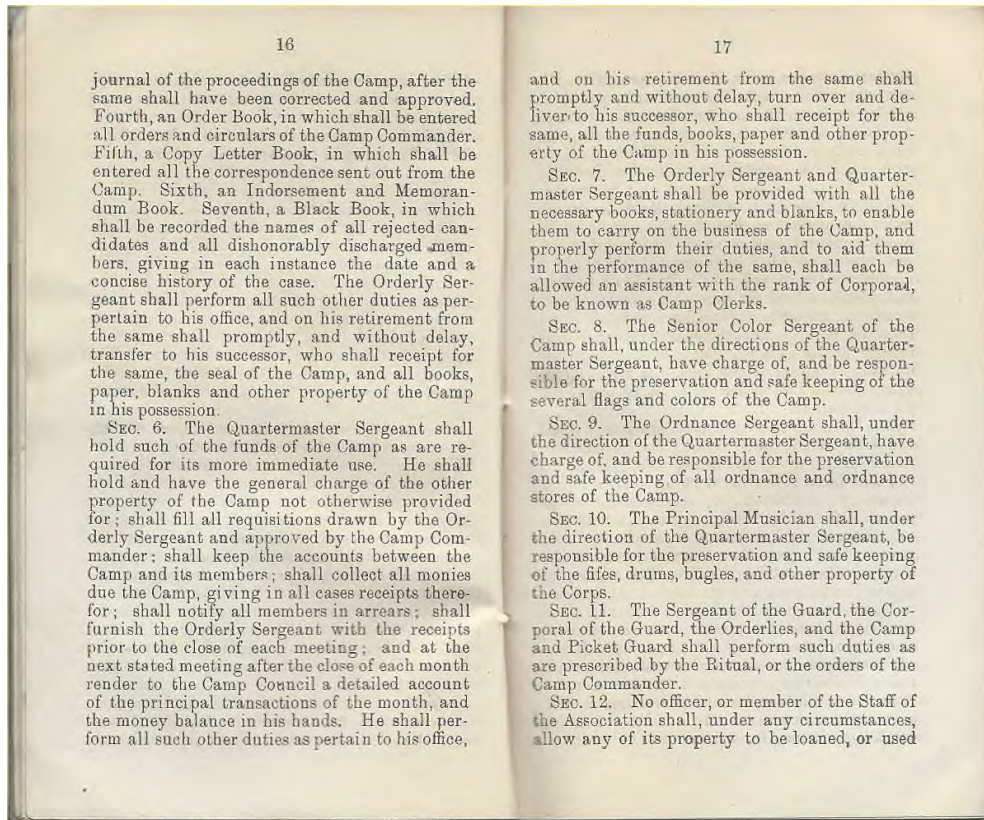 16
journal of the proceedings of the Camp, after the
same shall have been corrected and approved.
Fourth, an Order Book, in which shall be entered
all orders and circulars of the Camp Commander.
Fifth, a Copy Letter Book, in which shall be
entered all the correspondence sent out from the
Camp. Sixth, an Indorsement and Memoran-
dum Book. Seventh, a Black Book, in which
shall be recorded the names of all rejected can-
didates and all dishonorably discharged mem-
bers, giving in each instance the date and a
concise history of the case. The Orderly Ser-
geant shall perform all such other duties as per-
pertain to his office, and on his retirement from
the same shall promptly, and without delay,
transfer to his successor, who shall receipt for
the same, the seal of the Camp, and all books,
paper, blanks and other property of the Camp
in his possession.
SEC. 6. The Quartermaster Sergeant shall
hold such of the funds of the Camp as are re-
quired for its more immediate use. He shall
hold and have the general charge of the other
property of the Camp not otherwise provided
for; shall fill all requisitions drawn by the Or-
derly Sergeant and approved by the Camp Com-
mander; shall keep the accounts between the
Camp and its members; shall collect all monies
due the Camp, giving in all cases receipts there-
for; shall notify all members in arrears; shall
furnish the Orderly Sergeant with the receipts
prior to the close of each meeting; and at the
next stated meeting after the close of each month
render to the Camp Council a detailed account
of the principal transactions of the month, and
the money balance in his hands. He shall per-
form all such other duties as pertain to his office,
17
and on his retirement from the same shall
promptly and without delay, turn over and de-
liver to his successor, who shall receipt for the
same, all the funds, books, paper and other prop-
erty of the Camp in his possession.
SEC. 7. The Orderly Sergeant and Quarter-
master Sergeant shall be provided with all the
necessary books, stationery and blanks, to enable
them to carry on the business of the Camp, and
properly perform their duties, and to aid them
in the performance of the same, shall each be
allowed an assistant with the rank of Corporal,
to be known as Camp Clerks.
SEC. 8. The Senior Color Sergeant of the
Camp shall, under the directions of the Quarter-
master Sergeant, have charge of, and be respon-
sible for the preservation and safe keeping of the
several flags and colors of the Camp.
SEC. 9. The Ordnance Sergeant shall, under
the direction of the Quartermaster Sergeant, have
charge of, and be responsible for the preservation
and safe keeping of all ordnance and ordnance
stores of the Camp.
SEC. 10. The Principal Musician shall, under
the direction of the Quartermaster Sergeant, be
responsible for the preservation and safe keeping
of the fifes, drums, bugles, and other property of
the Corps.
SEC. 11. The Sergeant of the Guard, the Cor-
poral of the Guard, the Orderlies, and the Camp
and Picket Guard shall perform such duties as
are prescribed by the Ritual, or the orders of the
Camp Commander.
SEC. 12. No officer, or member of the Staff of
the Association shall, under any circumstances,
allow any of its property to be loaned, or used